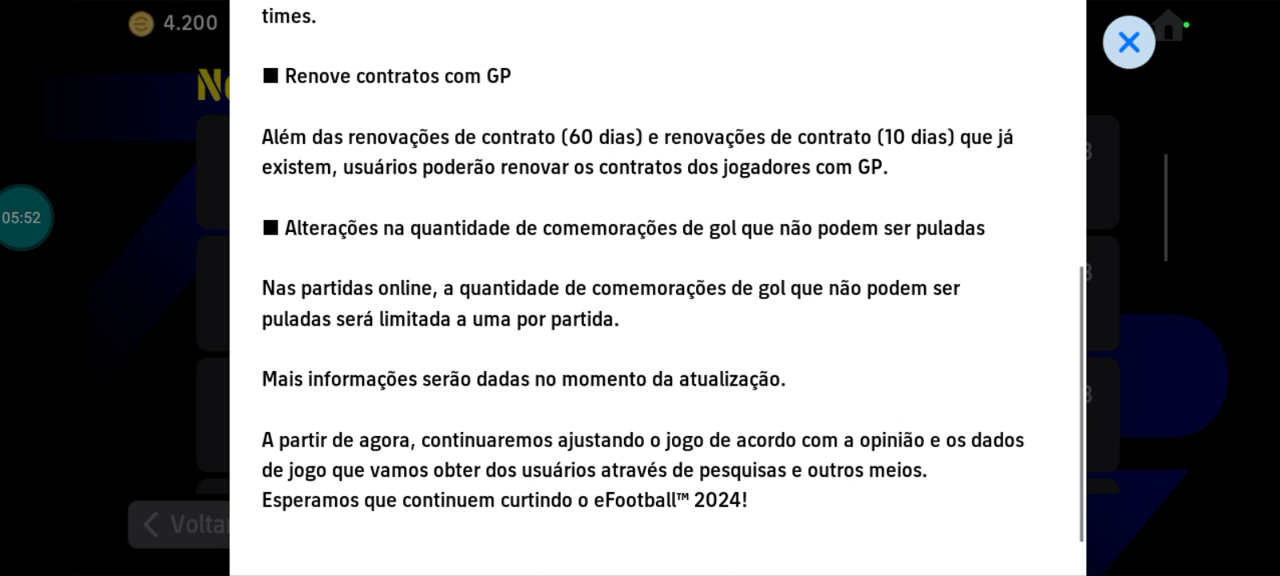 4.200
times.
■ Renove contratos com GP
Além das renovações de contrato (60 dias) e renovações de contrato (10 dias) que já
existem, usuários poderão renovar os contratos dos jogadores com GP.
05:52
■ Alterações na quantidade de comemorações de gol que não podem ser puladas
Nas partidas online, a quantidade de comemorações de gol que não podem ser
puladas será limitada a uma por partida.
Mais informações serão dadas no momento da atualização.
A partir de agora, continuaremos ajustando o jogo de acordo com a opinião e os dados
de jogo que vamos obter dos usuários através de pesquisas e outros meios.
Esperamos que continuem curtindo o eFootball™ 2024!